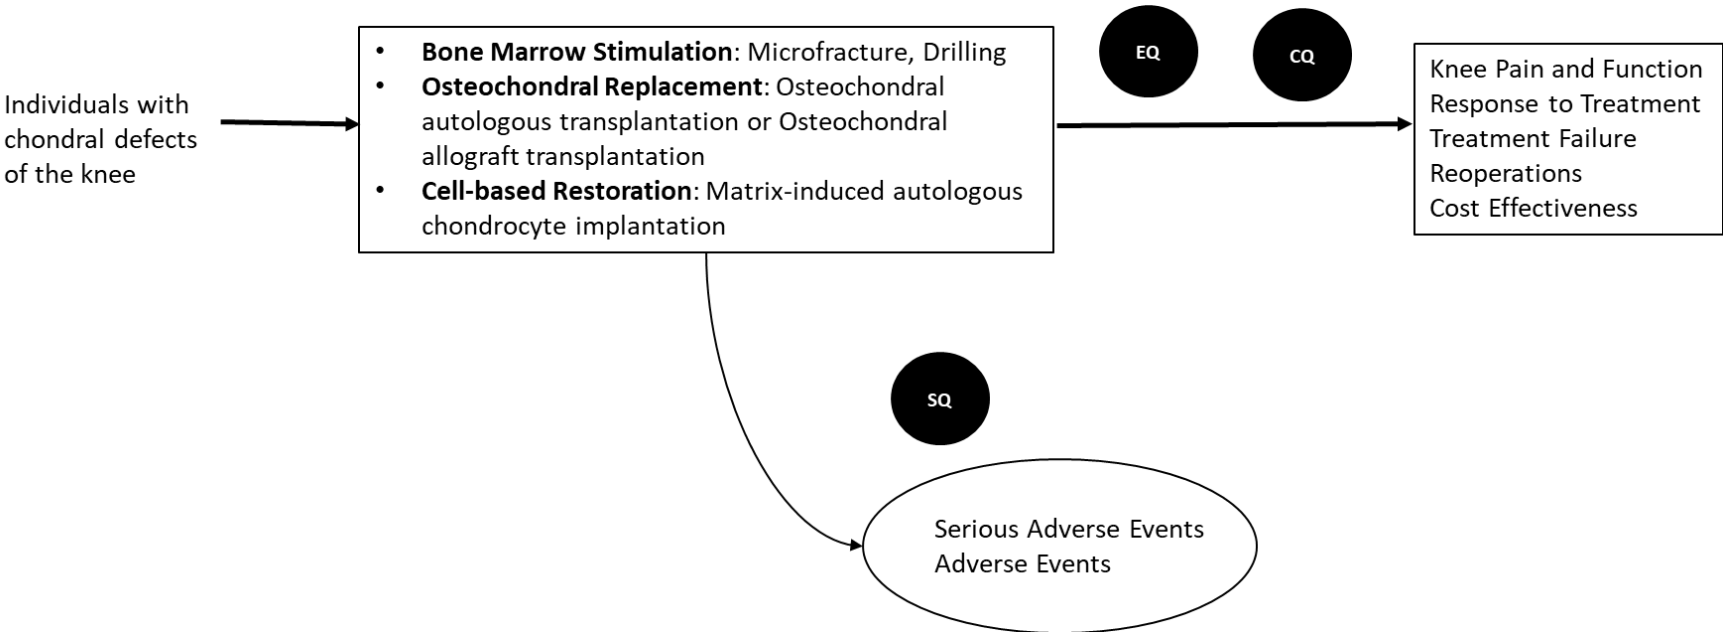 Individuals with
chondral defects
of the knee
• Bone Marrow Stimulation: Microfracture, Drilling
• Osteochondral Replacement: Osteochondral
autologous transplantation or Osteochondral
allograft transplantation
• Cell-based Restoration: Matrix-induced autologous
chondrocyte implantation
EQ
CQ
Knee Pain and Function
Response to Treatment
Treatment Failure
Reoperations
Cost Effectiveness
SQ
Serious Adverse Events
Adverse Events